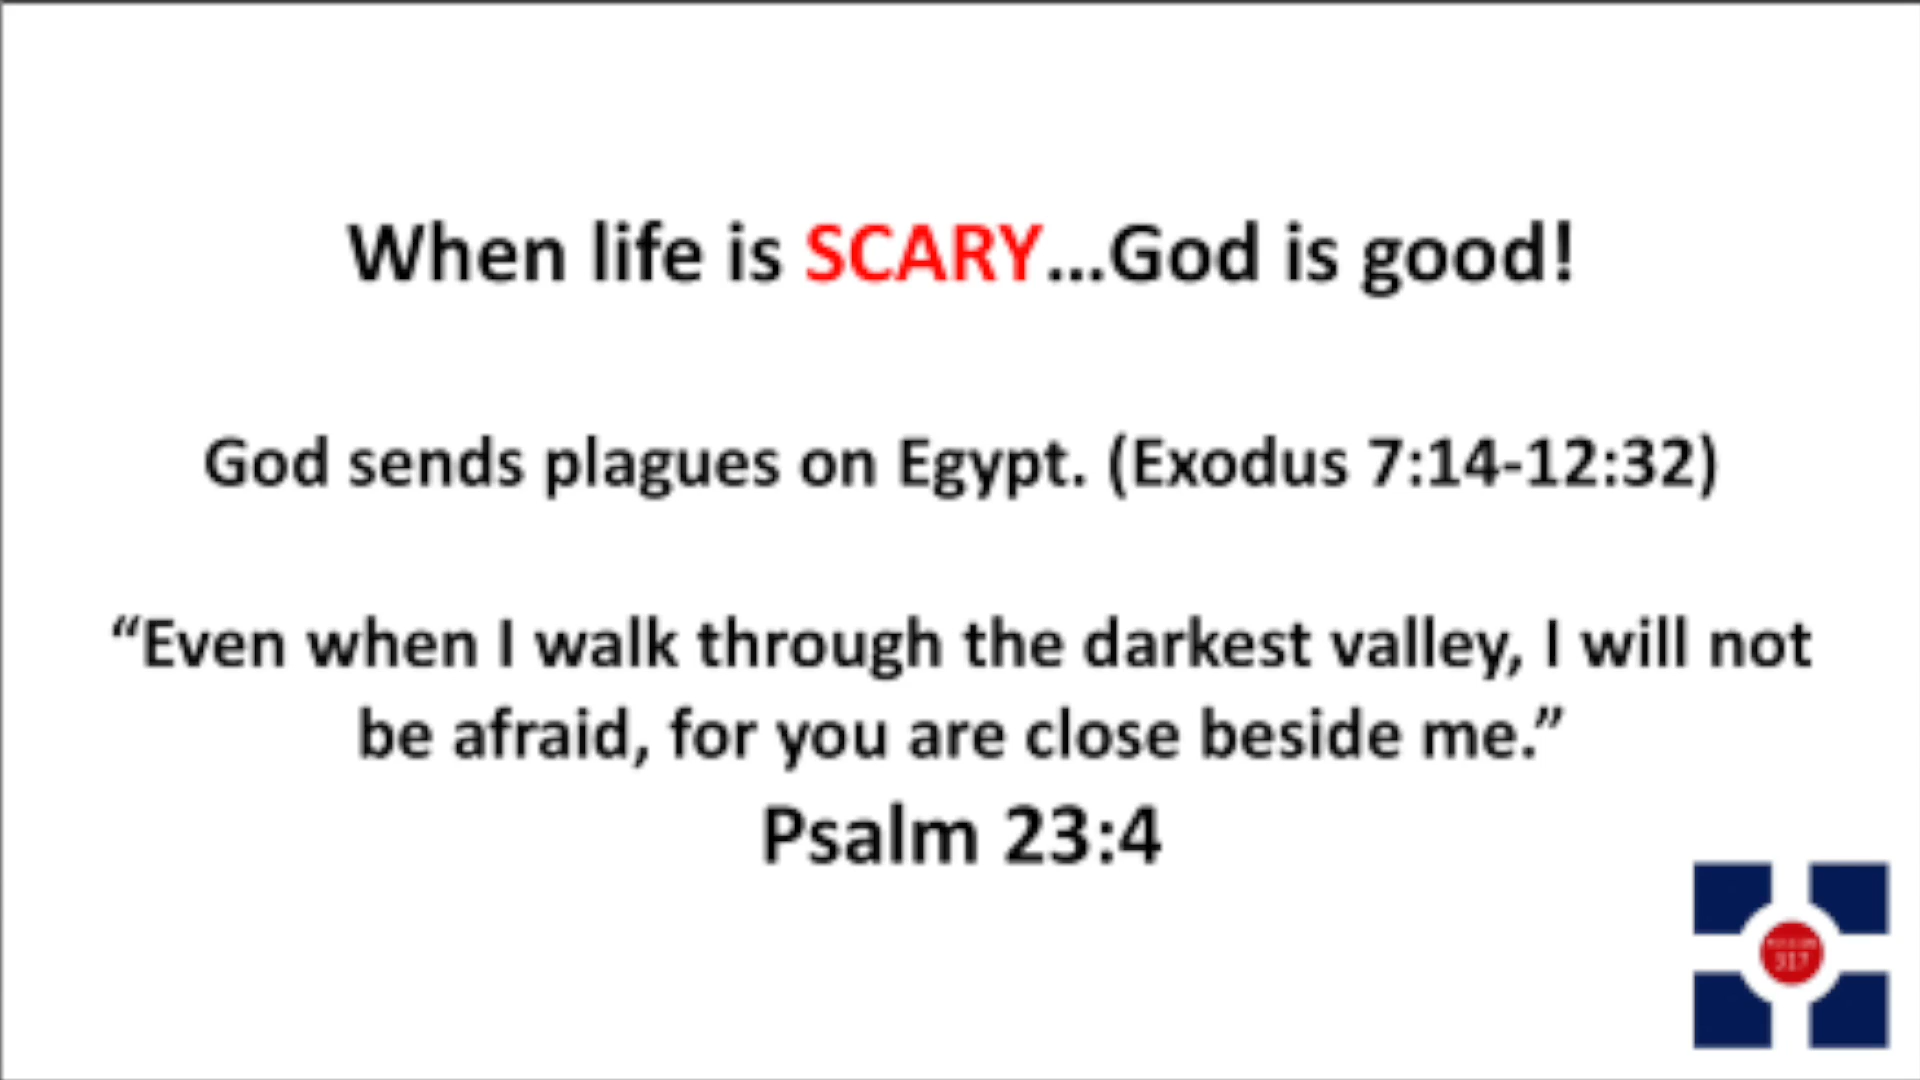 When life is SCARY...God is good!
God sends plagues on Egypt. (Exodus 7:14-12:32)
“Even when I walk through the darkest valley, I will not
be afraid, for you are close beside me.”
Psalm 23:4
317